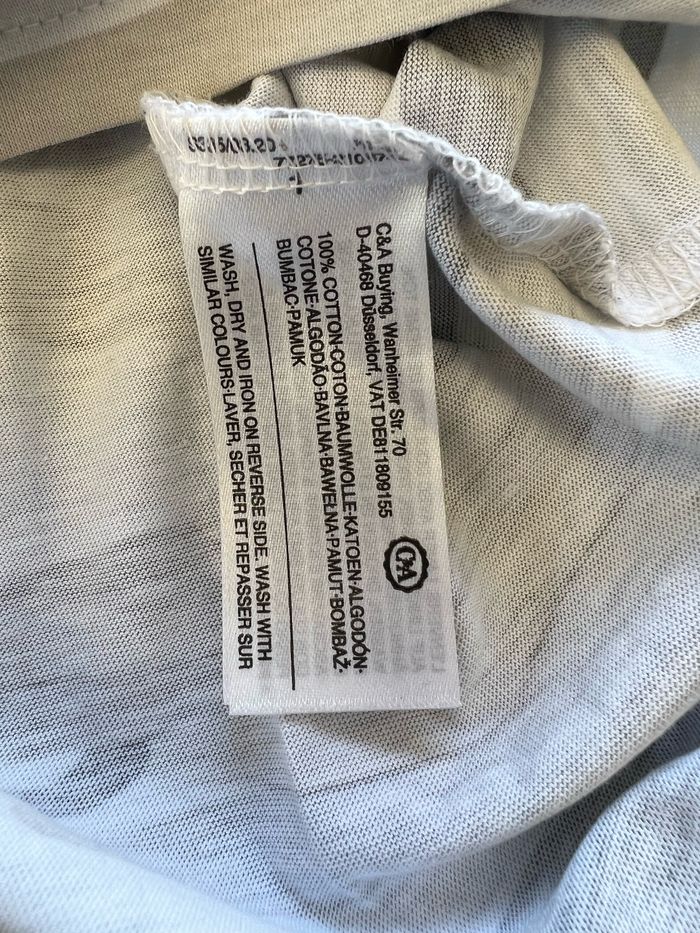 C&A Buying, Wanheimer Str. 70
D-40468 Düsseldorf, VAT DE811809155
C&A
100% COTTON·COTON·BAUMWOLLE·KATOEN·ALGODÓN·
COTONE·ALGODÃO·BAVLNA·BAWEŁNA·PAMUT·BOMBAŽ·
BUMBAC·PAMUK
WASH, DRY AND IRON ON REVERSE SIDE. WASH WITH
SIMILAR COLOURS·LAVER, SECHER ET REPASSER SUR